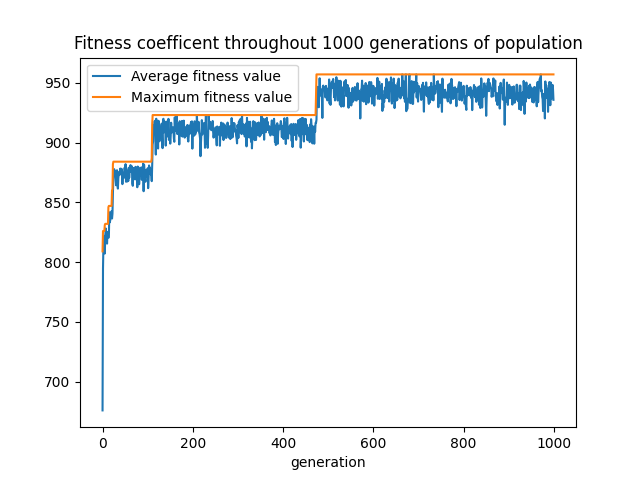 Fitness coefficent throughout 1000 generations of population
Average fitness value
Maximum fitness value
950
900
850
800
750
700
0 200 400 600 800 1000
generation